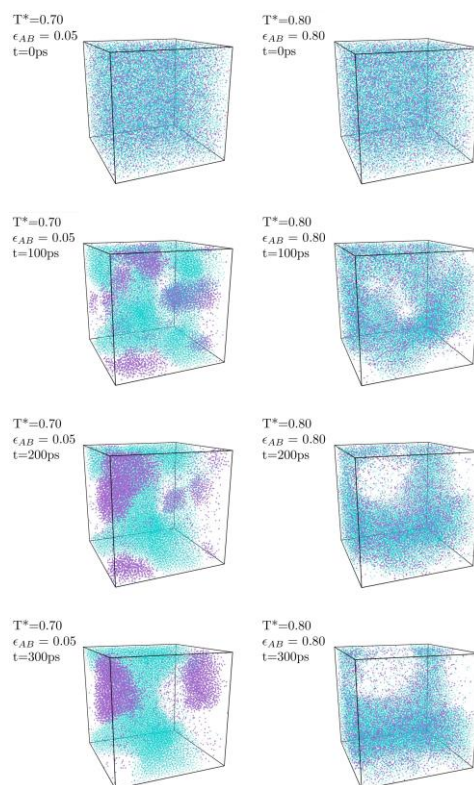 T*=0.70
ϵ_AB = 0.05
t=0ps
T*=0.80
ϵ_AB = 0.80
t=0ps
T*=0.70
ϵ_AB = 0.05
t=100ps
T*=0.80
ϵ_AB = 0.80
t=100ps
T*=0.70
ϵ_AB = 0.05
t=200ps
T*=0.80
ϵ_AB = 0.80
t=200ps
T*=0.70
ϵ_AB = 0.05
t=300ps
T*=0.80
ϵ_AB = 0.80
t=300ps